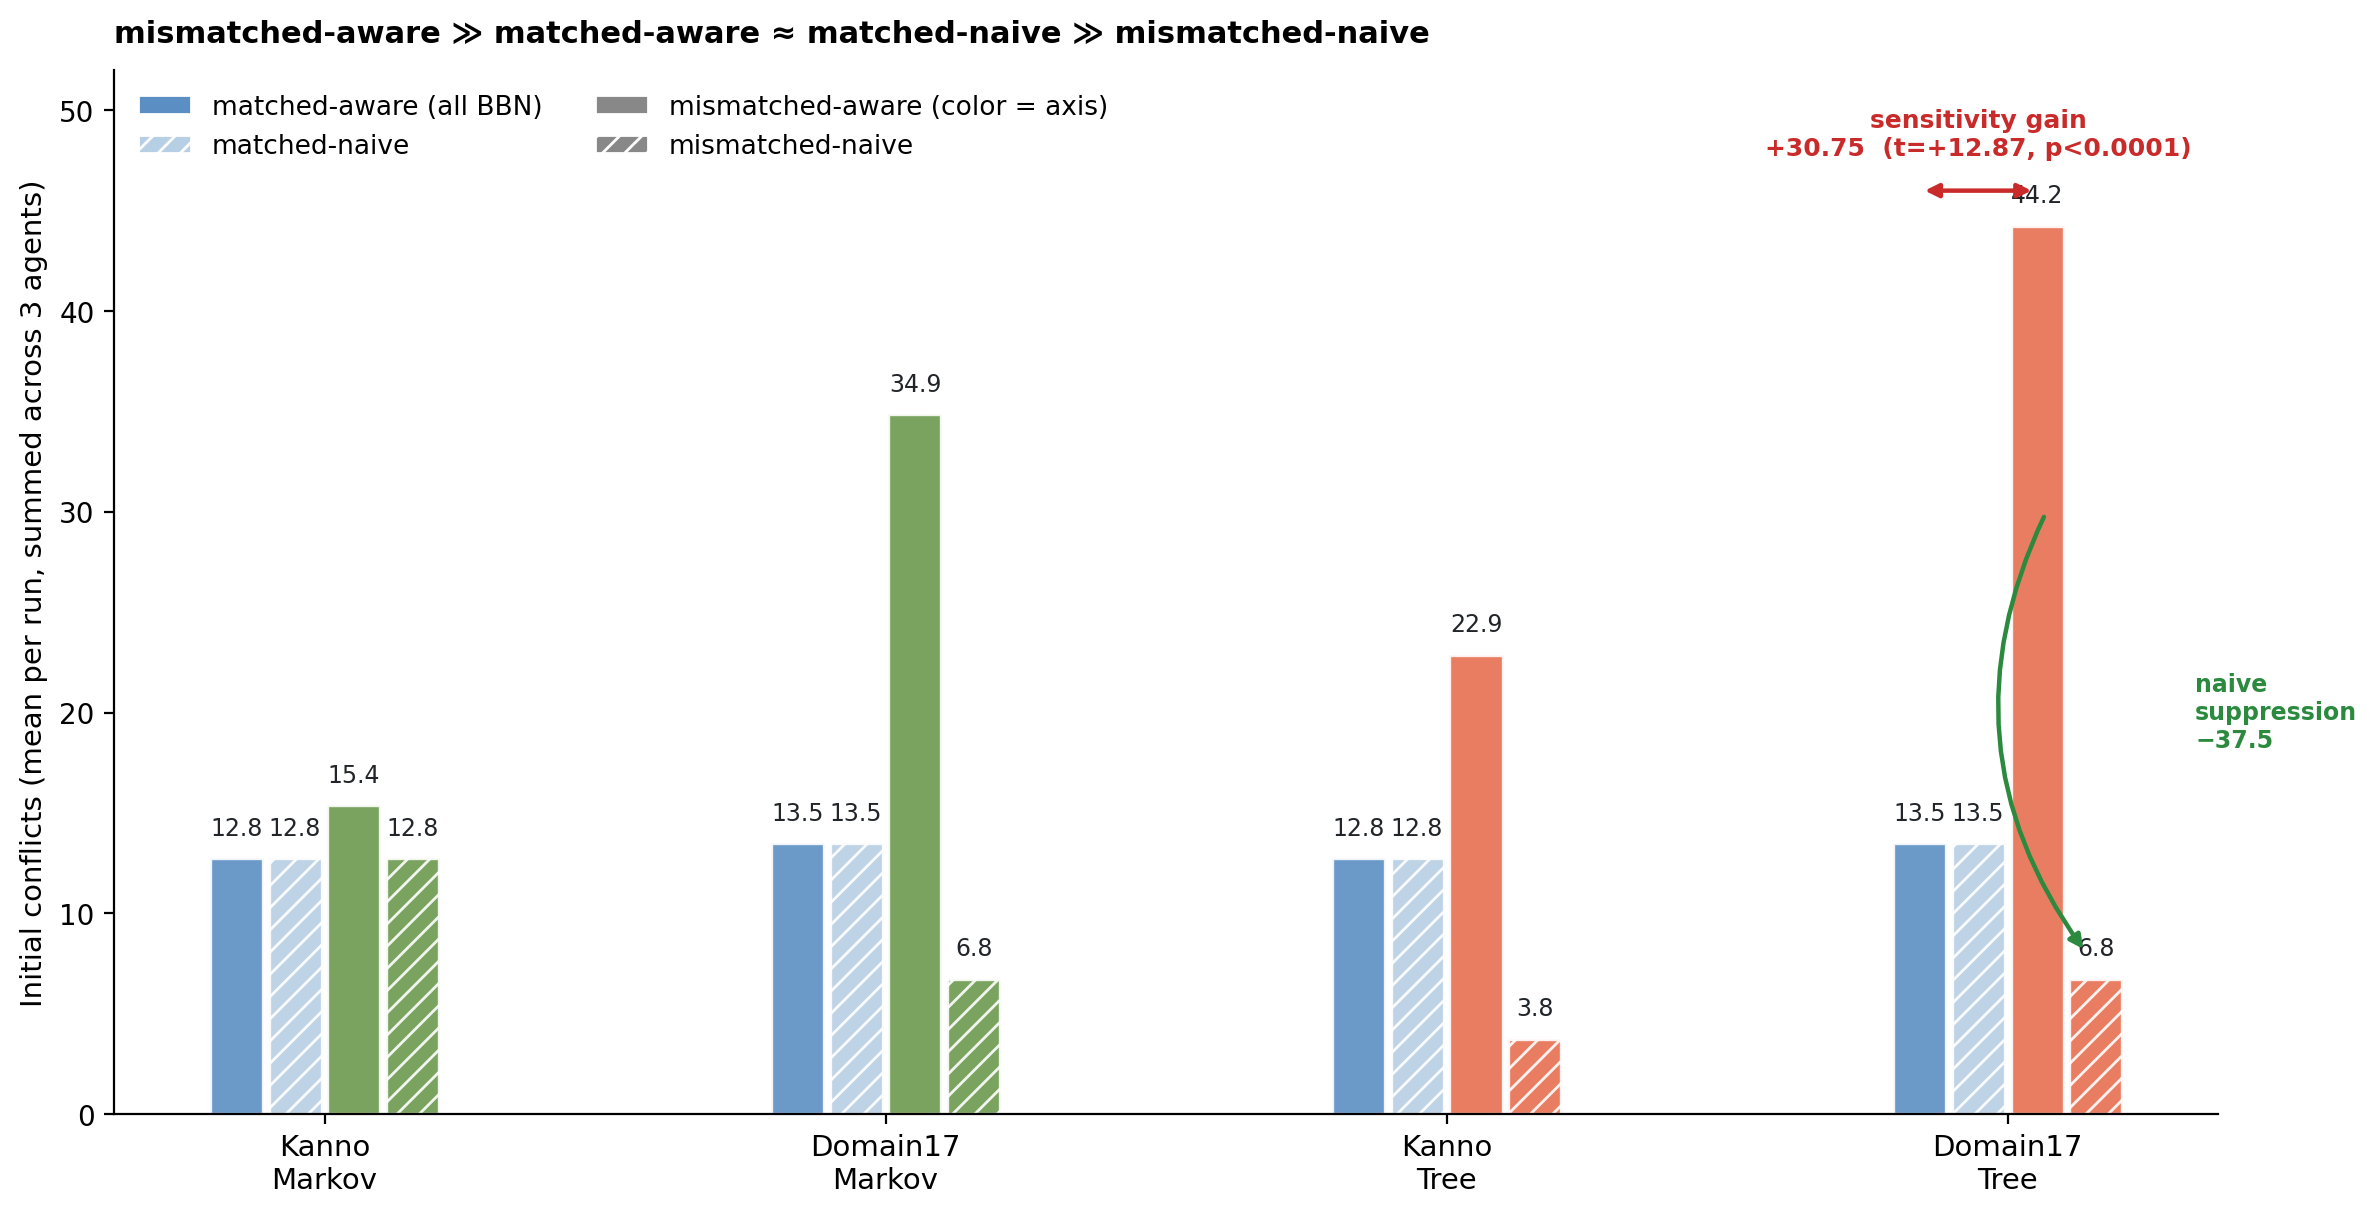 mismatched-aware ≫ matched-aware ≈ matched-naive ≫ mismatched-naive
matched-aware (all BBN)
matched-naive
mismatched-aware (color = axis)
mismatched-naive
sensitivity gain
+30.75 (t=+12.87, p<0.0001)
naive
suppression
−37.5
Initial conflicts (mean per run, summed across 3 agents)
50
40
30
20
10
0
12.8 12.8 15.4 12.8
13.5 13.5 34.9 6.8
12.8 12.8 22.9 3.8
13.5 13.5 44.2 6.8
Kanno
Markov
Domain17
Markov
Kanno
Tree
Domain17
Tree